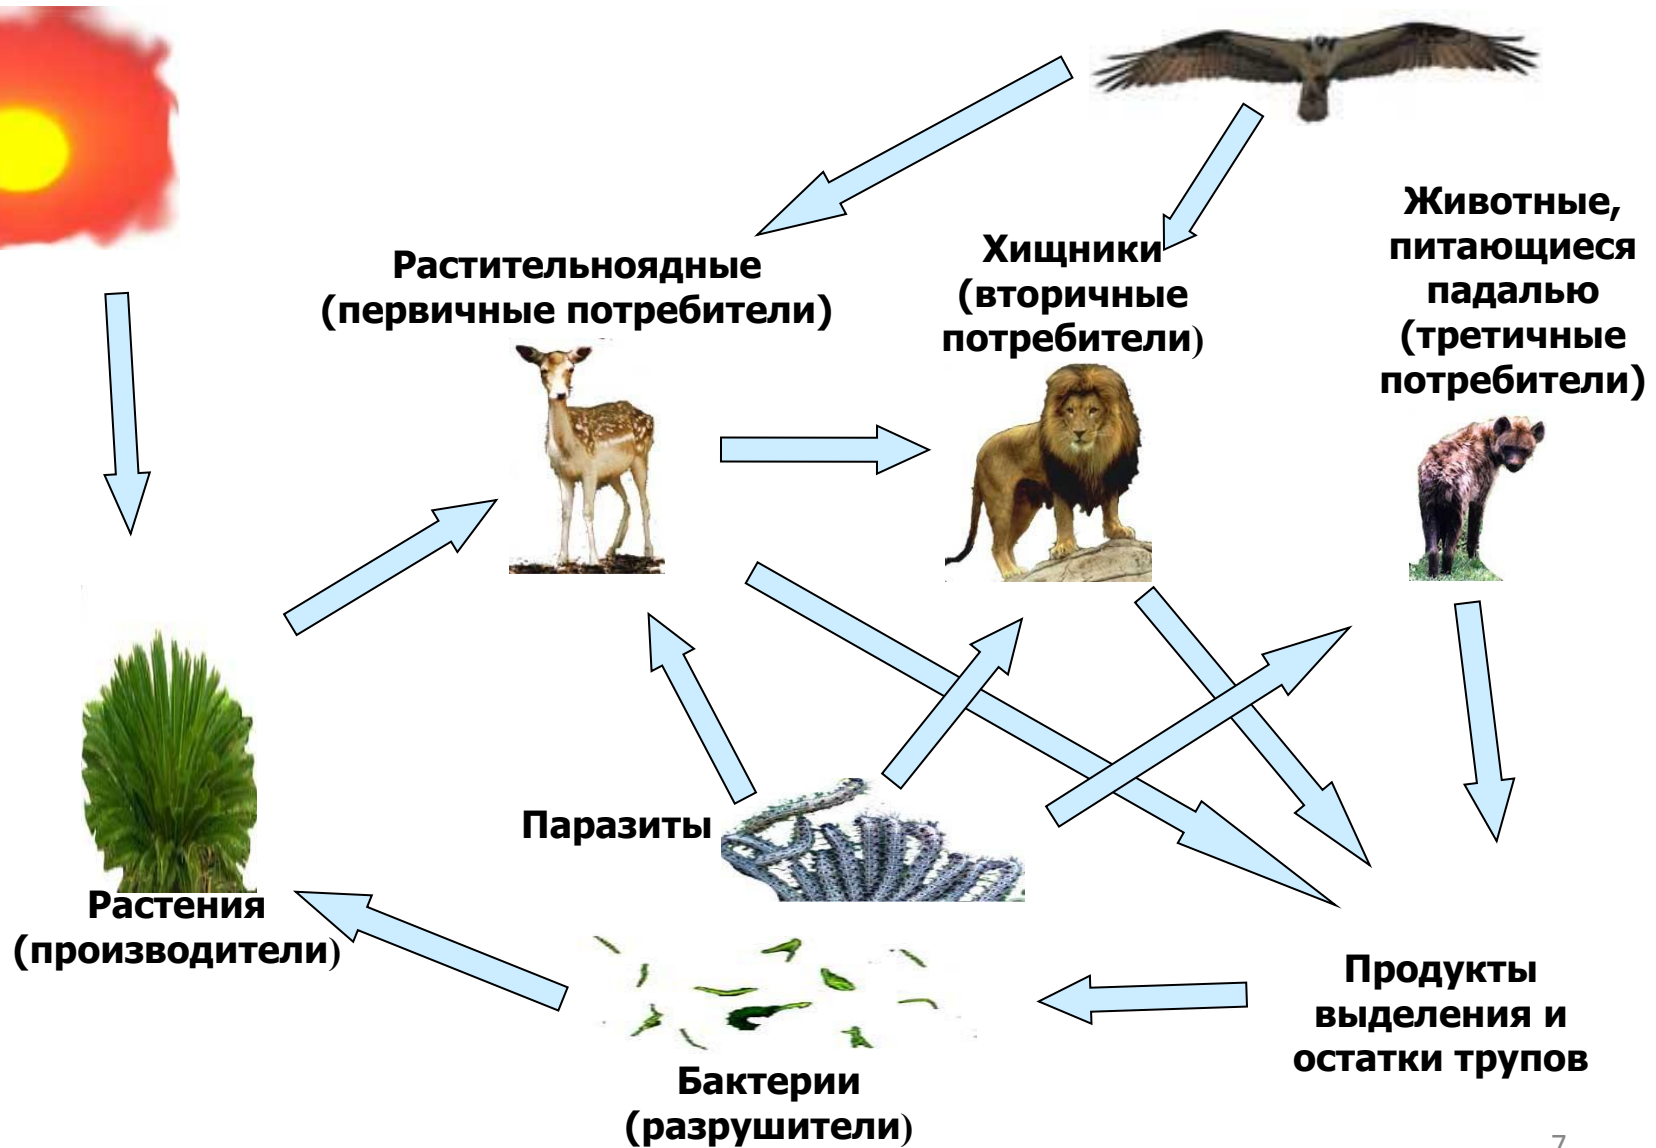 Животные,
питающиеся
падалью
(третичные
потребители)
Растительноядные
(первичные потребители)
Хищники
(вторичные
потребители)
Паразиты
Растения
(производители)
Продукты
выделения и
остатки трупов
Бактерии
(разрушители)
7